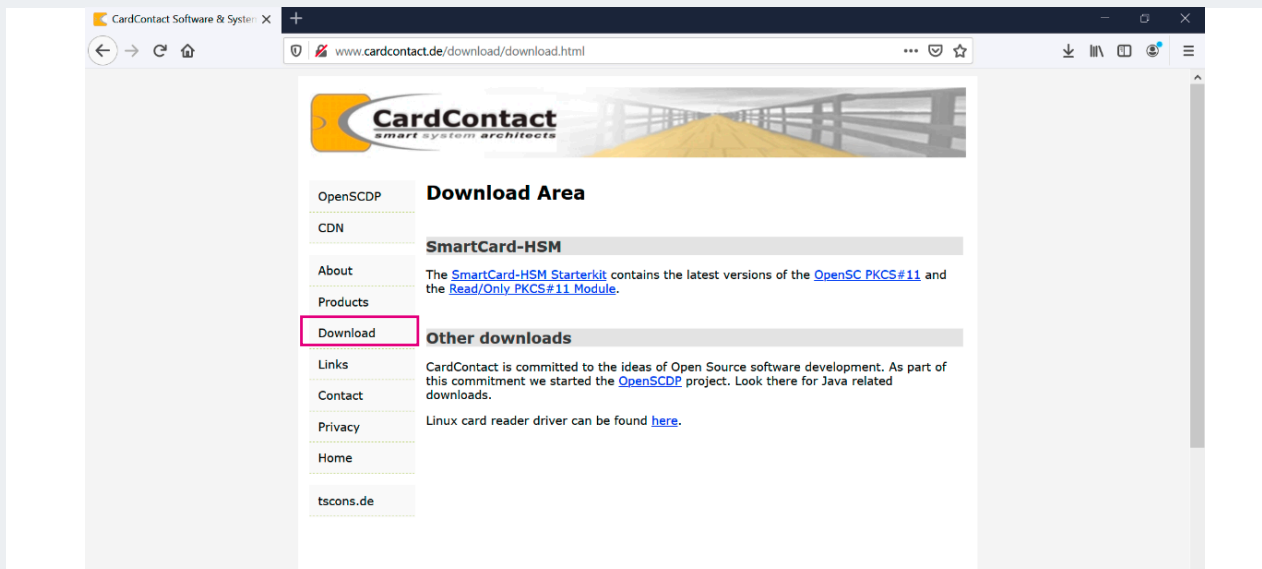 CardContact Software & System
www.cardcontact.de/download/download.html
CardContact
smart system architects
OpenSCDP
CDN
About
Products
Download
Links
Contact
Privacy
Home
tscons.de
Download Area
SmartCard-HSM
The SmartCard-HSM Starterkit contains the latest versions of the OpenSC PKCS#11 and
the Read/Only PKCS#11 Module.
Other downloads
CardContact is committed to the ideas of Open Source software development. As part of
this commitment we started the OpenSCDP project. Look there for Java related
downloads.
Linux card reader driver can be found here.